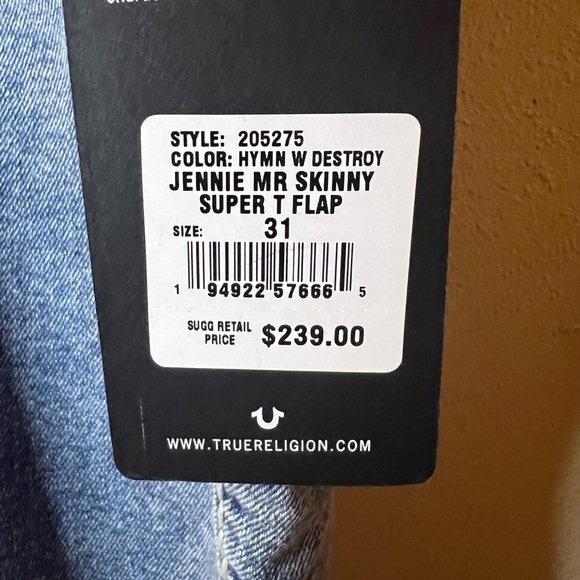 STYLE: 205275
COLOR: HYMN W DESTROY
JENNIE MR SKINNY
SUPER T FLAP
SIZE: 31
1 94922 57666 5
SUGG RETAIL
PRICE $239.00
WWW.TRUERELIGION.COM